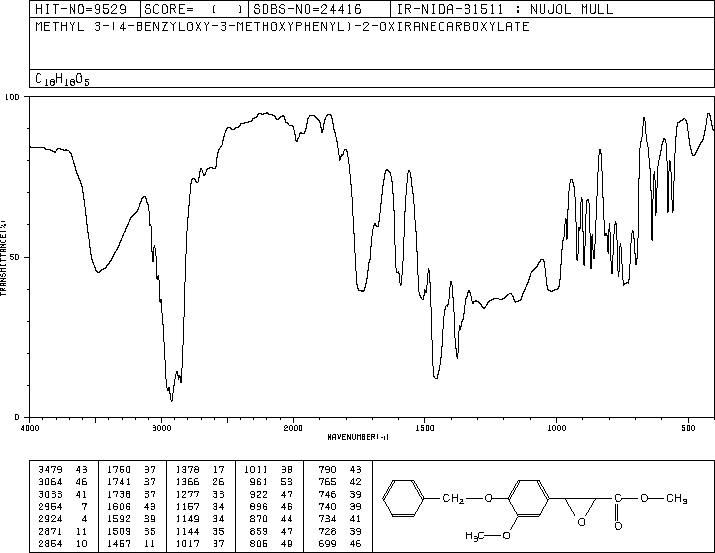 HIT-NO=9529 SCORE= ( ) SDBS-NO=24416 IR-NIDA-31511 : NUJOL MULL
METHYL 3-(4-BENZYLOXY-3-METHOXYPHENYL)-2-OXIRANECARBOXYLATE
C18H18O5
100
50
0
TRANSMITTANCE(%)
4000 3000 2000 1500 1000 500
WAVENUMBER(-1)
3479 43 1760 37 1378 17 1011 38 790 43
3064 46 1741 37 1366 26 961 53 765 42
3033 41 1738 37 1277 33 922 47 746 39
2954 7 1606 43 1167 34 896 46 740 39
2924 4 1592 39 1149 34 870 44 734 41
2871 11 1509 36 1144 35 859 47 728 39
2854 10 1467 11 1017 37 806 49 699 46
CH2 O C O CH3
H3C O O O